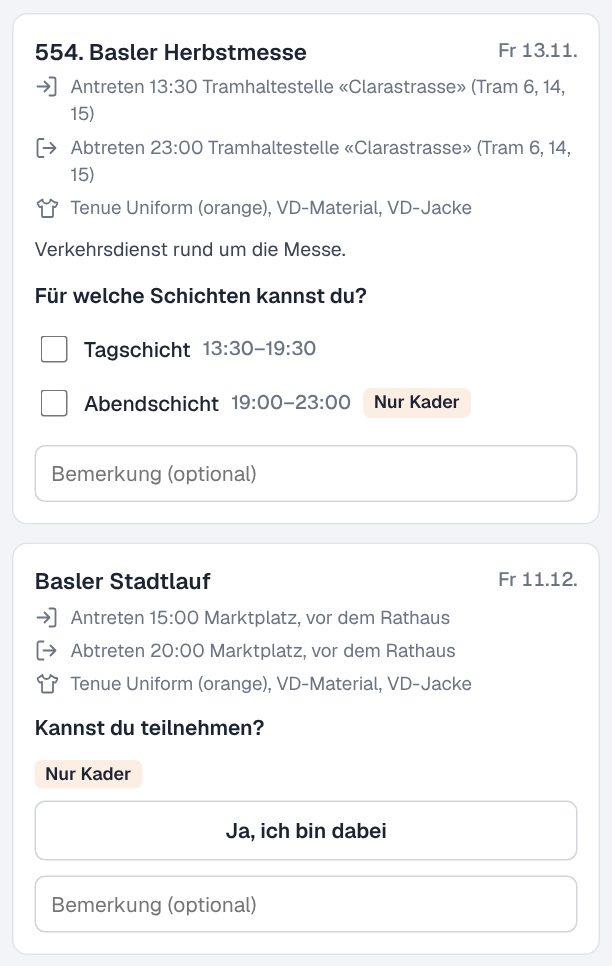 554. Basler Herbstmesse
Fr 13.11.
Antreten 13:30 Tramhaltestelle «Clarastrasse» (Tram 6, 14,
15)
Abtreten 23:00 Tramhaltestelle «Clarastrasse» (Tram 6, 14,
15)
Tenue Uniform (orange), VD-Material, VD-Jacke
Verkehrsdienst rund um die Messe.
Für welche Schichten kannst du?
Tagschicht 13:30–19:30
Abendschicht 19:00–23:00 Nur Kader
Bemerkung (optional)
Basler Stadtlauf
Fr 11.12.
Antreten 15:00 Marktplatz, vor dem Rathaus
Abtreten 20:00 Marktplatz, vor dem Rathaus
Tenue Uniform (orange), VD-Material, VD-Jacke
Kannst du teilnehmen?
Nur Kader
Ja, ich bin dabei
Bemerkung (optional)